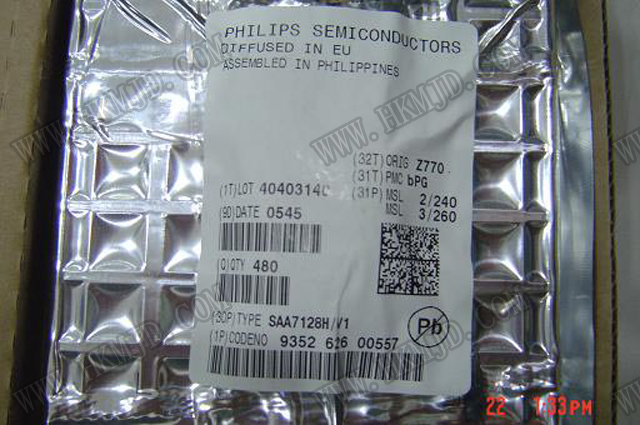 PHILIPS SEMICONDUCTORS
DIFFUSED IN EU
ASSEMBLED IN PHILIPPINES
(32T) ORIG Z770
(31T) PMC bPG
(31P) MSL 2/240
MSL 3/260
(1T)LOT 4040314C
(9D)DATE 0545
(Q)QTY 480
(30P)TYPE SAA7128H/V1
(1P)CODENO 9352 626 00557
Pb
22 1:33PM
WWW.HKMJD.COM